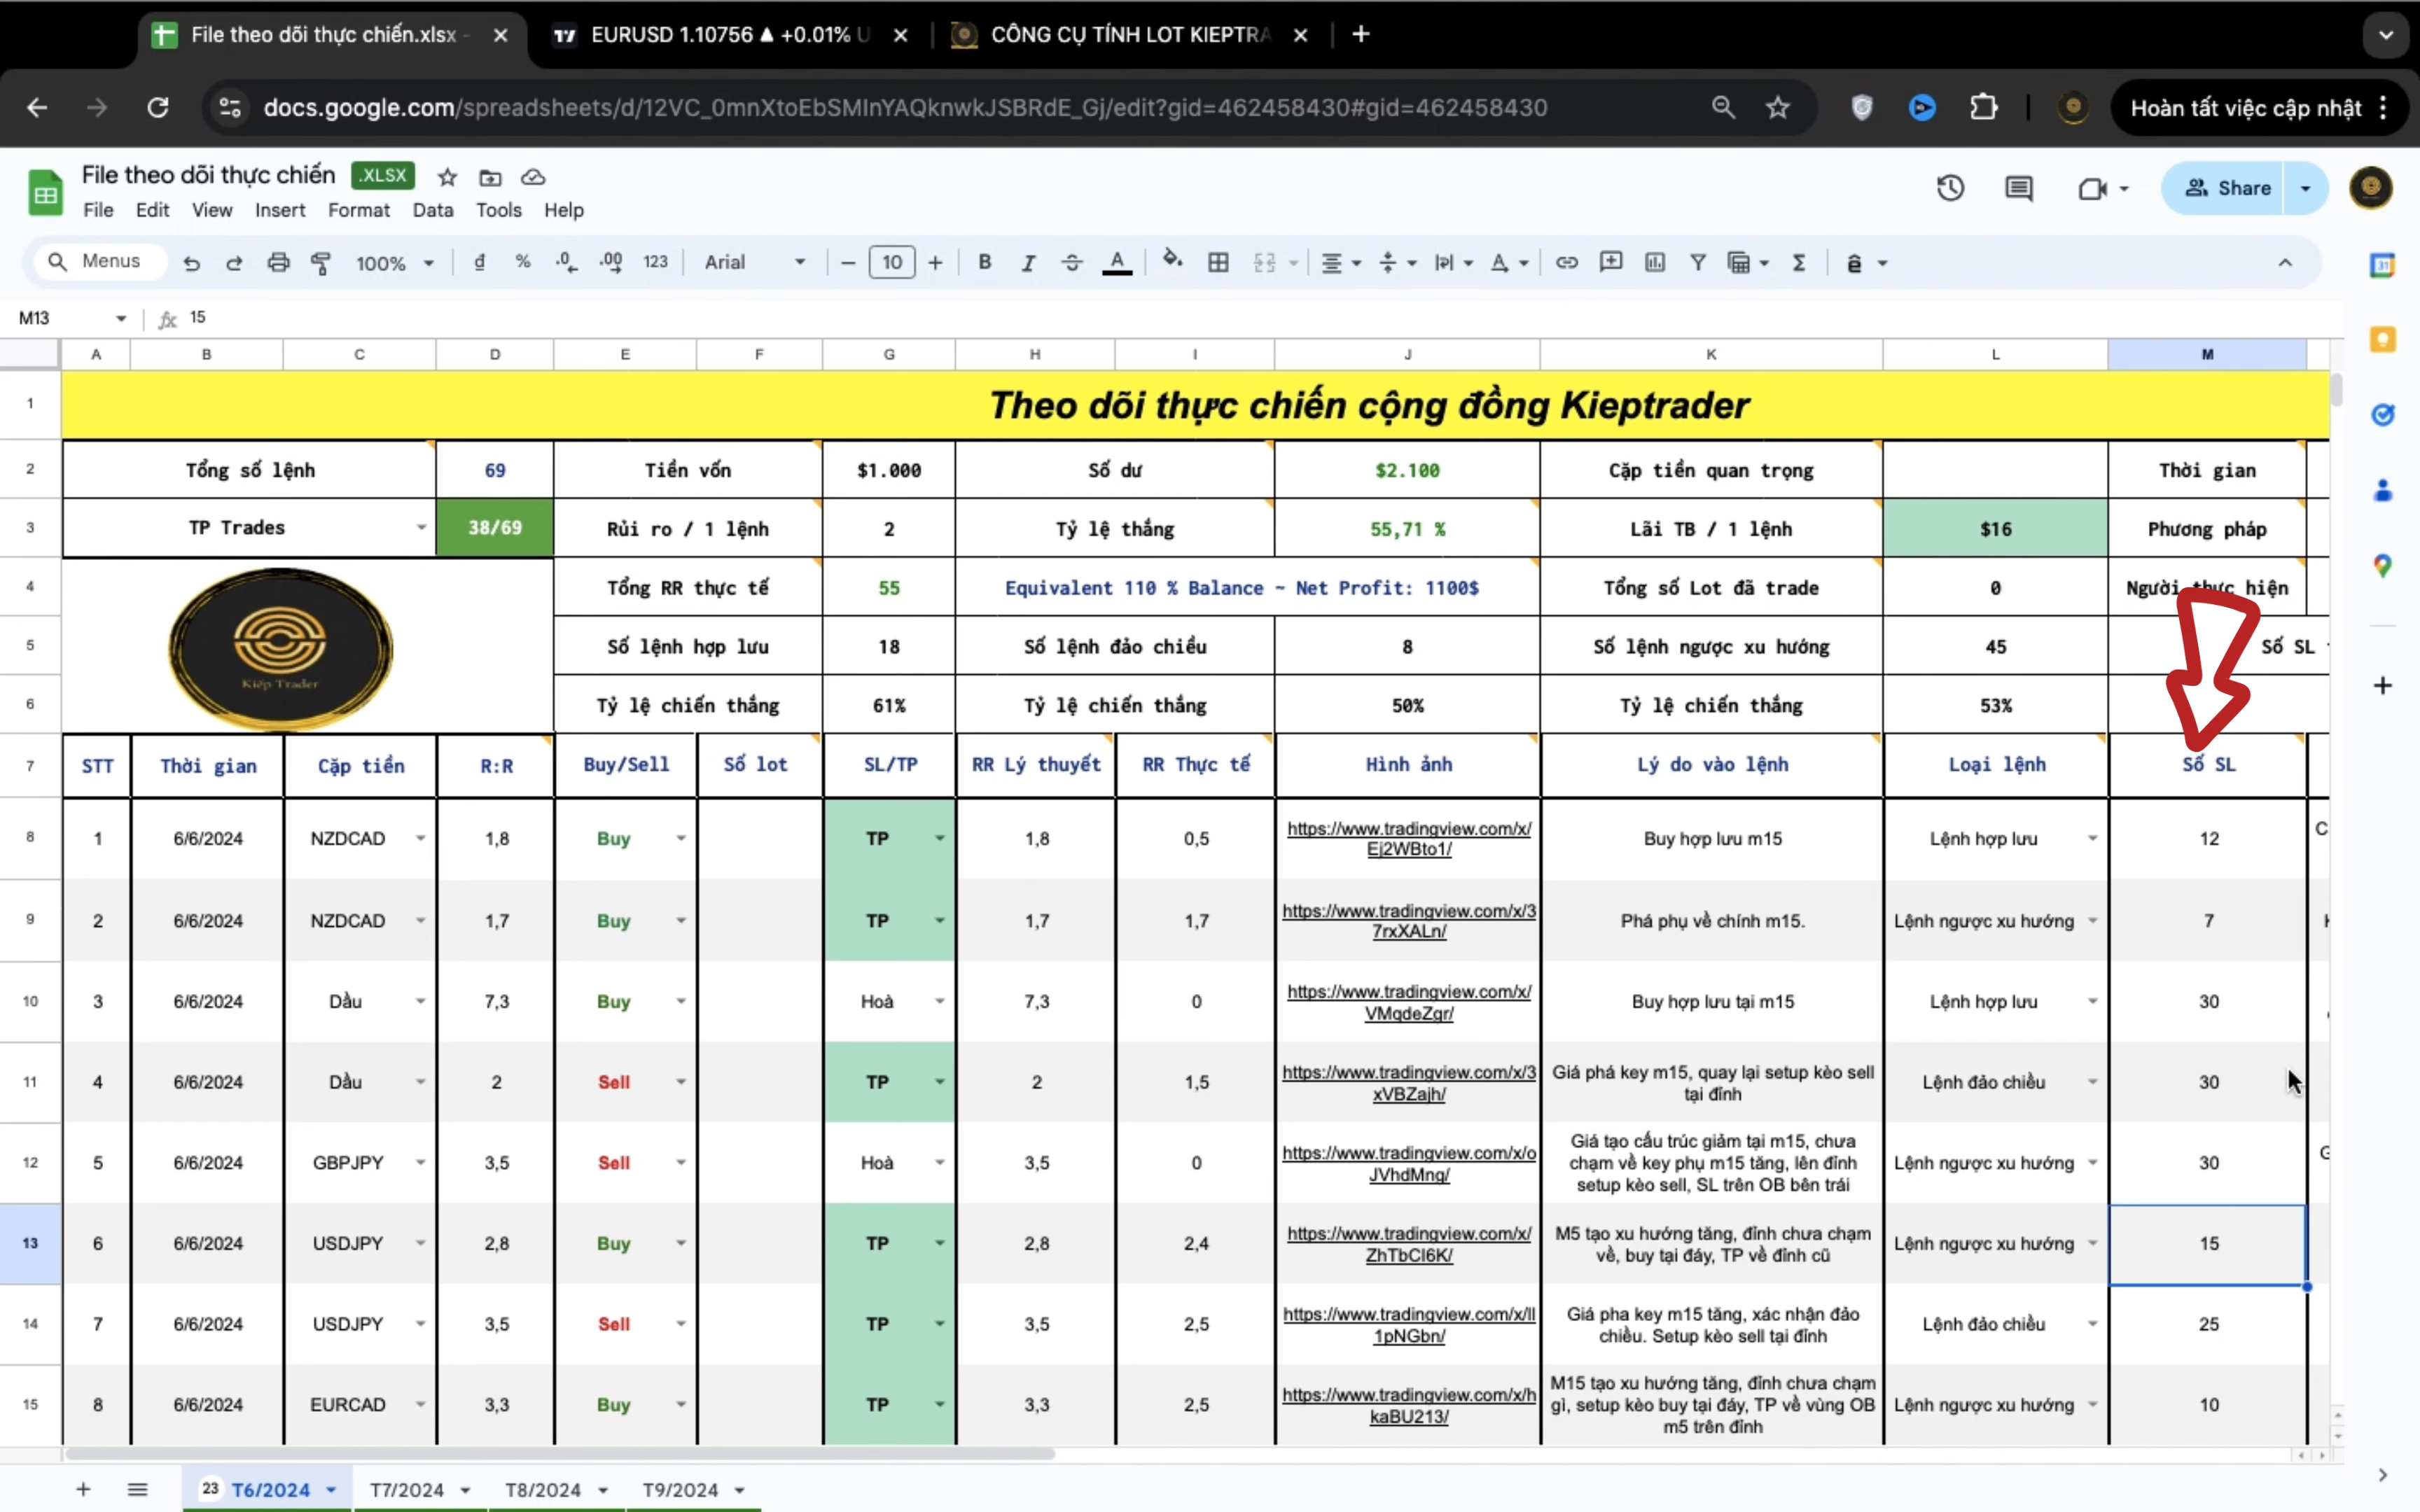 File theo dõi thực chiến.xlsx -
EURUSD 1.10756 ▲ +0.01% U
CÔNG CỤ TÍNH LOT KIEPTRA
docs.google.com/spreadsheets/d/12VC_0mnXtoEbSMInYAQknwkJSBRdE_Gj/edit?gid=462458430#gid=462458430
Hoàn tất việc cập nhật
File theo dõi thực chiến .XLSX
File Edit View Insert Format Data Tools Help
Share
Menus 100% đ % .0 .00 123 Arial 10
M13 fx 15
A B C D E F G H I J K L M
1 Theo dõi thực chiến cộng đồng Kieptrader
2 Tổng số lệnh 69 Tiền vốn $1.000 Số dư $2.100 Cặp tiền quan trọng Thời gian
3 TP Trades 38/69 Rủi ro / 1 lệnh 2 Tỷ lệ thắng 55,71 % Lãi TB / 1 lệnh $16 Phương pháp
4 Tổng RR thực tế 55 Equivalent 110 % Balance ~ Net Profit: 1100$ Tổng số Lot đã trade 0 Người thực hiện
Kiếp Trader
5 Số lệnh hợp lưu 18 Số lệnh đảo chiều 8 Số lệnh ngược xu hướng 45 Số SL
6 Tỷ lệ chiến thắng 61% Tỷ lệ chiến thắng 50% Tỷ lệ chiến thắng 53%
7 STT Thời gian Cặp tiền R:R Buy/Sell Số lot SL/TP RR Lý thuyết RR Thực tế Hình ảnh Lý do vào lệnh Loại lệnh Số SL
8 1 6/6/2024 NZDCAD 1,8 Buy TP 1,8 0,5 https://www.tradingview.com/x/
Ej2WBto1/ Buy hợp lưu m15 Lệnh hợp lưu 12
9 2 6/6/2024 NZDCAD 1,7 Buy TP 1,7 1,7 https://www.tradingview.com/x/3
7rxXALn/ Phá phụ về chính m15. Lệnh ngược xu hướng 7
10 3 6/6/2024 Dầu 7,3 Buy Hoà 7,3 0 https://www.tradingview.com/x/
VMqdeZgr/ Buy hợp lưu tại m15 Lệnh hợp lưu 30
11 4 6/6/2024 Dầu 2 Sell TP 2 1,5 https://www.tradingview.com/x/3
xVBZajh/ Giá phá key m15, quay lại setup kèo sell
tại đỉnh Lệnh đảo chiều 30
12 5 6/6/2024 GBPJPY 3,5 Sell Hoà 3,5 0 https://www.tradingview.com/x/o
JVhdMng/ Giá tạo cấu trúc giảm tại m15, chưa
chạm về key phụ m15 tăng, lên đỉnh
setup kèo sell, SL trên OB bên trái Lệnh ngược xu hướng 30
13 6 6/6/2024 USDJPY 2,8 Buy TP 2,8 2,4 https://www.tradingview.com/x/
ZhTbCl6K/ M5 tạo xu hướng tăng, đỉnh chưa chạm
về, buy tại đáy, TP về đỉnh cũ Lệnh ngược xu hướng 15
14 7 6/6/2024 USDJPY 3,5 Sell TP 3,5 2,5 https://www.tradingview.com/x/ll
1pNGbn/ Giá pha key m15 tăng, xác nhận đảo
chiều. Setup kèo sell tại đỉnh Lệnh đảo chiều 25
15 8 6/6/2024 EURCAD 3,3 Buy TP 3,3 2,5 https://www.tradingview.com/x/h
kaBU213/ M15 tạo xu hướng tăng, đỉnh chưa chạm
gì, setup kèo buy tại đáy, TP về vùng OB
m5 trên đỉnh Lệnh ngược xu hướng 10
23 T6/2024 T7/2024 T8/2024 T9/2024